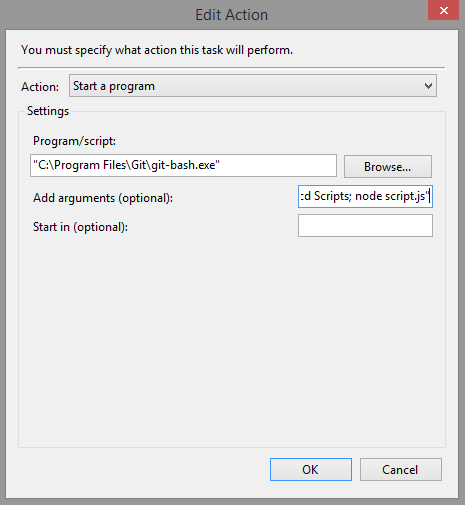 Edit Action
You must specify what action this task will perform.
Action: Start a program
Settings
Program/script:
"C:\Program Files\Git\git-bash.exe" Browse...
Add arguments (optional): Scripts; node script.js"
Start in (optional):
OK Cancel